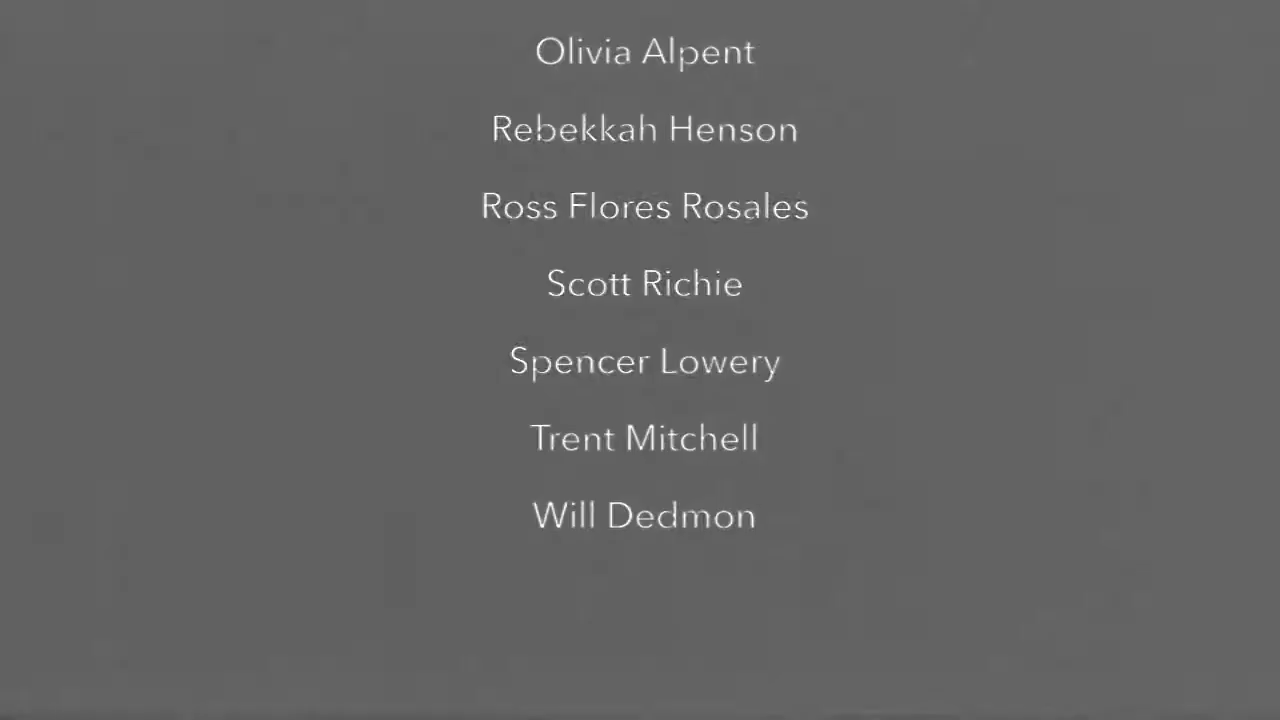 Olivia Alpent
Rebekkah Henson
Ross Flores Rosales
Scott Richie
Spencer Lowery
Trent Mitchell
Will Dedmon